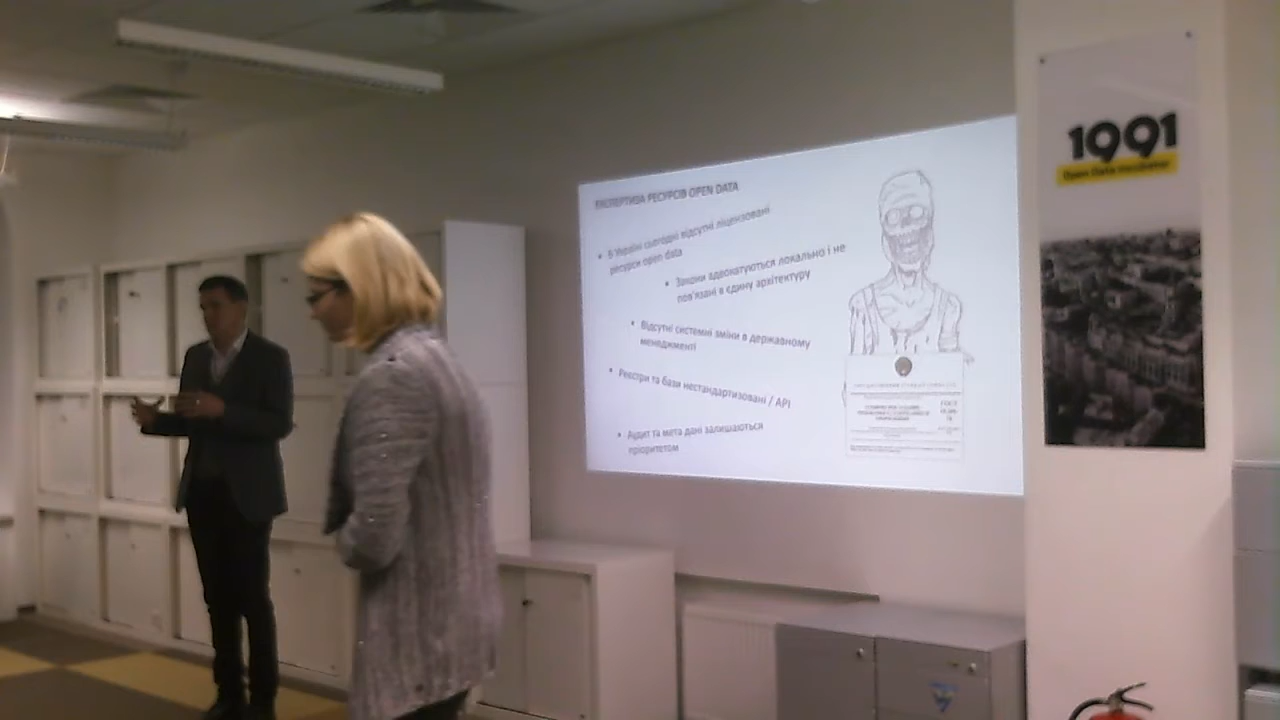 ЕКСПЕРТИЗА РЕСУРСІВ OPEN DATA
• В Україні сьогодні відсутні ліцензовані
ресурси open data
• Закони адвокатуються локально і не
пов'язані в єдину архітектуру
• Відсутні системні зміни в державному
менеджменті
• Реєстри та бази нестандартизовані / API
• Аудит та мета дані залишаються
пріоритетом
ГОСТ
1991
Open Data Incubator